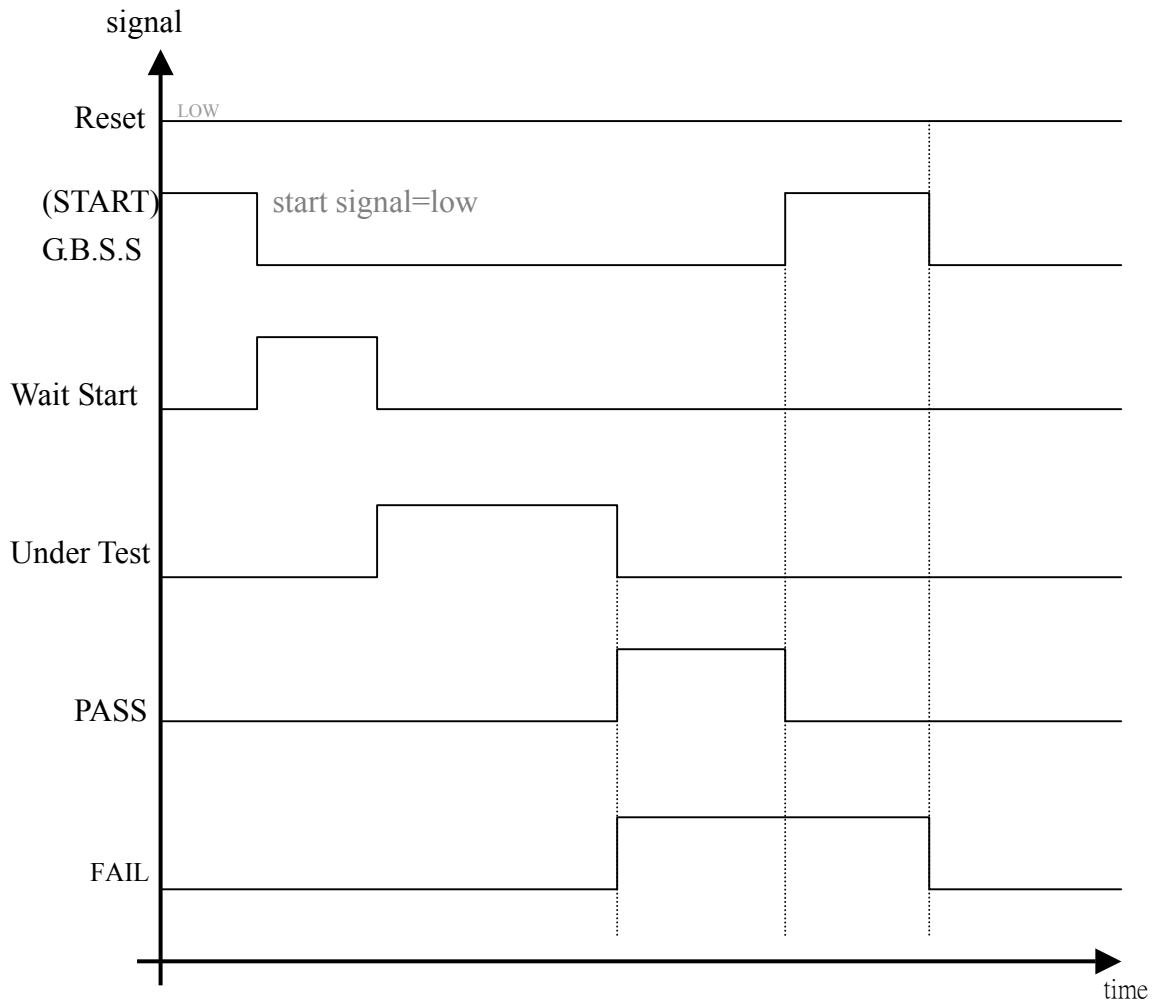 signal
Reset
LOW
(START)
start signal=low
G.B.S.S
Wait Start
Under Test
PASS
FAIL
time